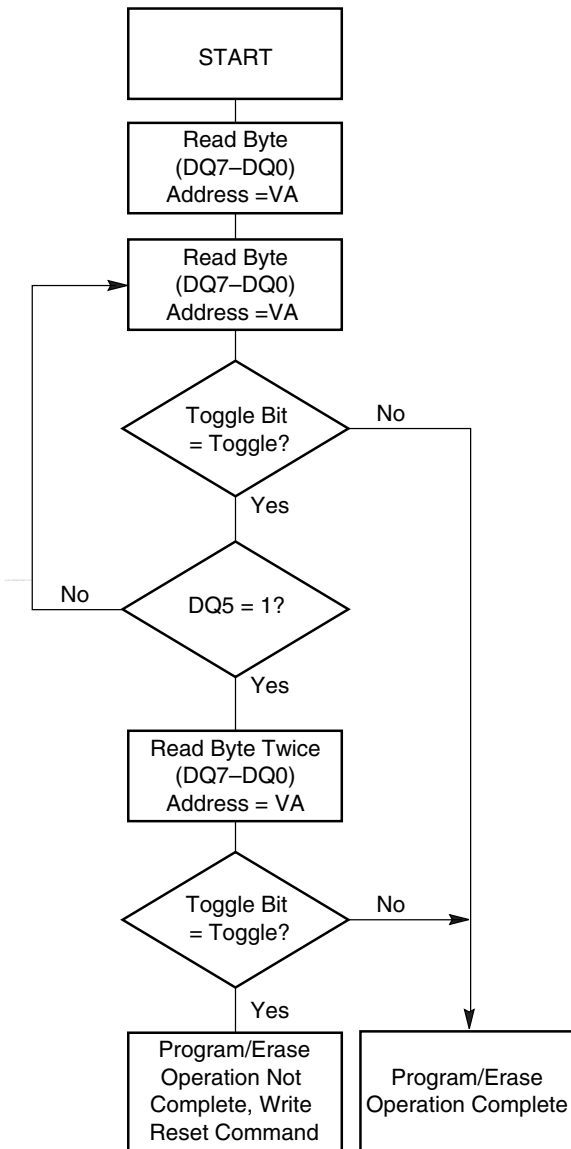 START
Read Byte
(DQ7–DQ0)
Address =VA
Read Byte
(DQ7–DQ0)
Address =VA
Toggle Bit
= Toggle?
No
Yes
No
DQ5 = 1?
Yes
Read Byte Twice
(DQ7–DQ0)
Address = VA
Toggle Bit
= Toggle?
No
Yes
Program/Erase
Operation Not
Complete, Write
Reset Command
Program/Erase
Operation Complete